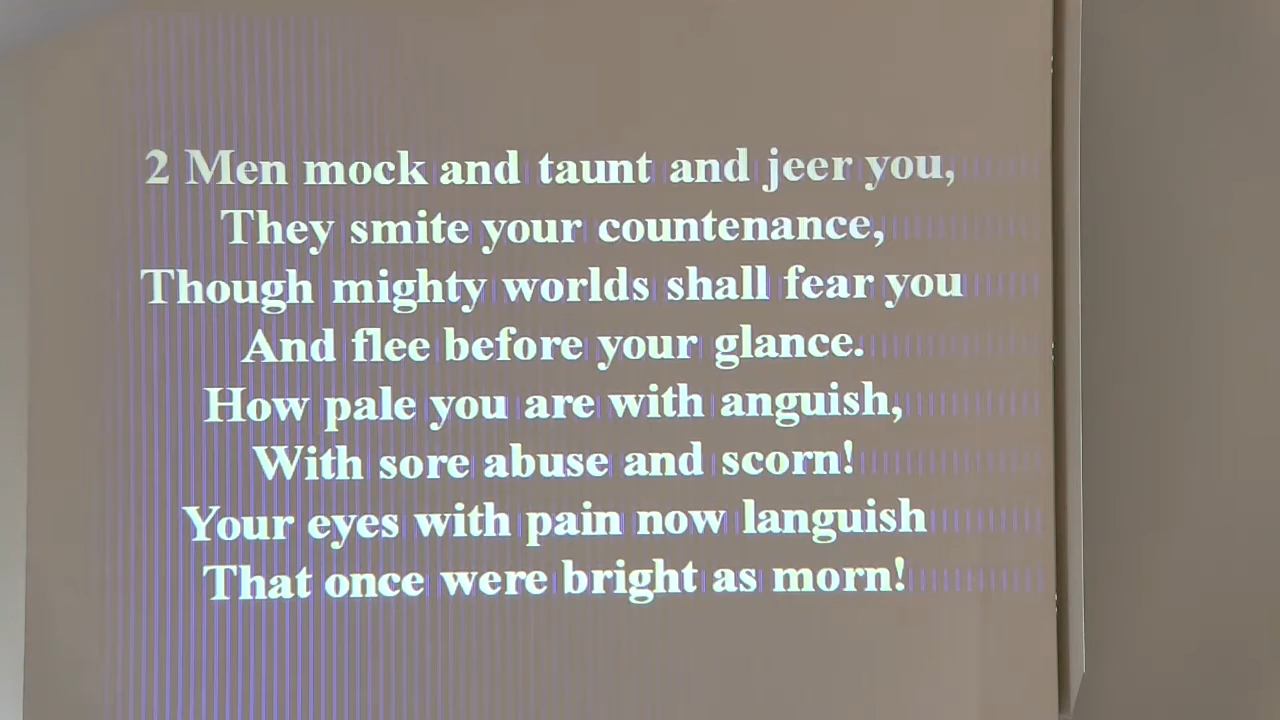 2 Men mock and taunt and jeer you,
They smite your countenance,
Though mighty worlds shall fear you
And flee before your glance.
How pale you are with anguish,
With sore abuse and scorn!
Your eyes with pain now languish
That once were bright as morn!